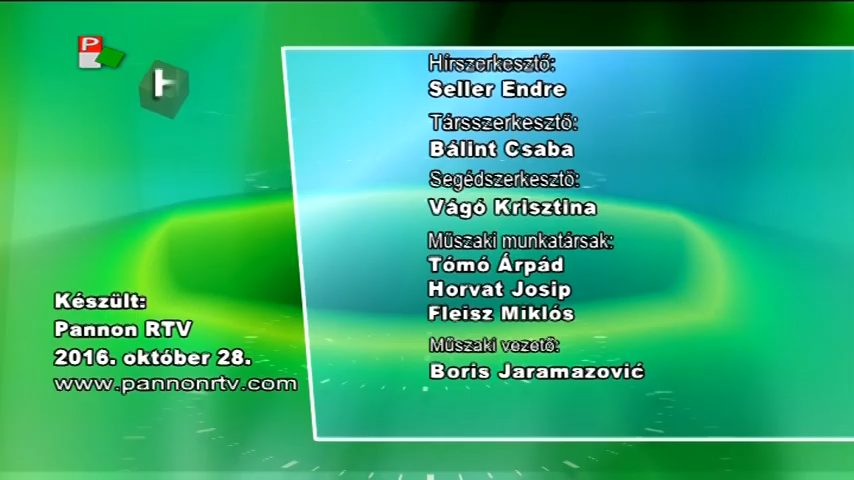 P
H
Hírszerkesztő:
Seller Endre
Társszerkesztő:
Bálint Csaba
Segédszerkesztő:
Vágó Krisztina
Műszaki munkatársak:
Tómó Árpád
Horvat Josip
Fleisz Miklós
Műszaki vezető:
Boris Jaramazović
Készült:
Pannon RTV
2016. október 28.
www.pannonrtv.com